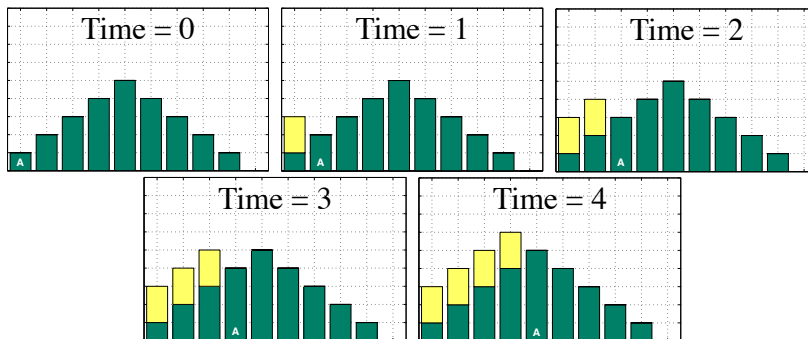 Time = 0
A
Time = 1
A
Time = 2
A
Time = 3
A
Time = 4
A